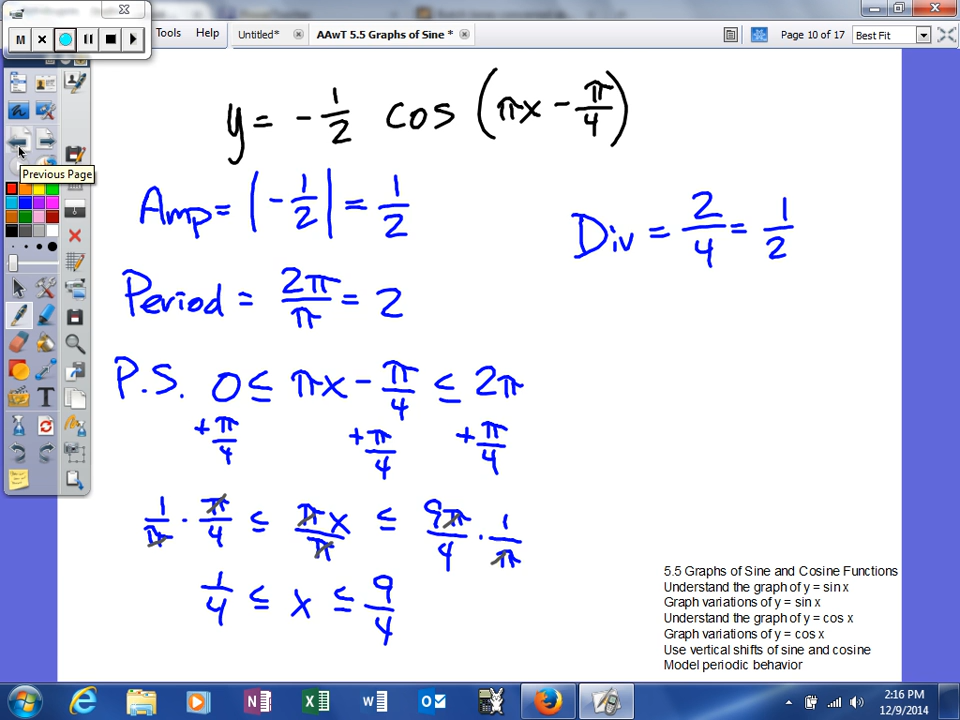 Tools Help Untitled* AAwT 5.5 Graphs of Sine * Page 10 of 17 Best Fit
M
Previous Page
y = -1/2 cos (πx - π/4)
Amp = |-1/2| = 1/2
Div = 2/4 = 1/2
Period = 2π/π = 2
P.S. 0 ≤ πx - π/4 ≤ 2π
+π/4 +π/4 +π/4
1/π · π/4 ≤ πx/π ≤ 9π/4 · 1/π
1/4 ≤ x ≤ 9/4
5.5 Graphs of Sine and Cosine Functions
Understand the graph of y = sin x
Graph variations of y = sin x
Understand the graph of y = cos x
Graph variations of y = cos x
Use vertical shifts of sine and cosine
Model periodic behavior
2:16 PM
12/9/2014